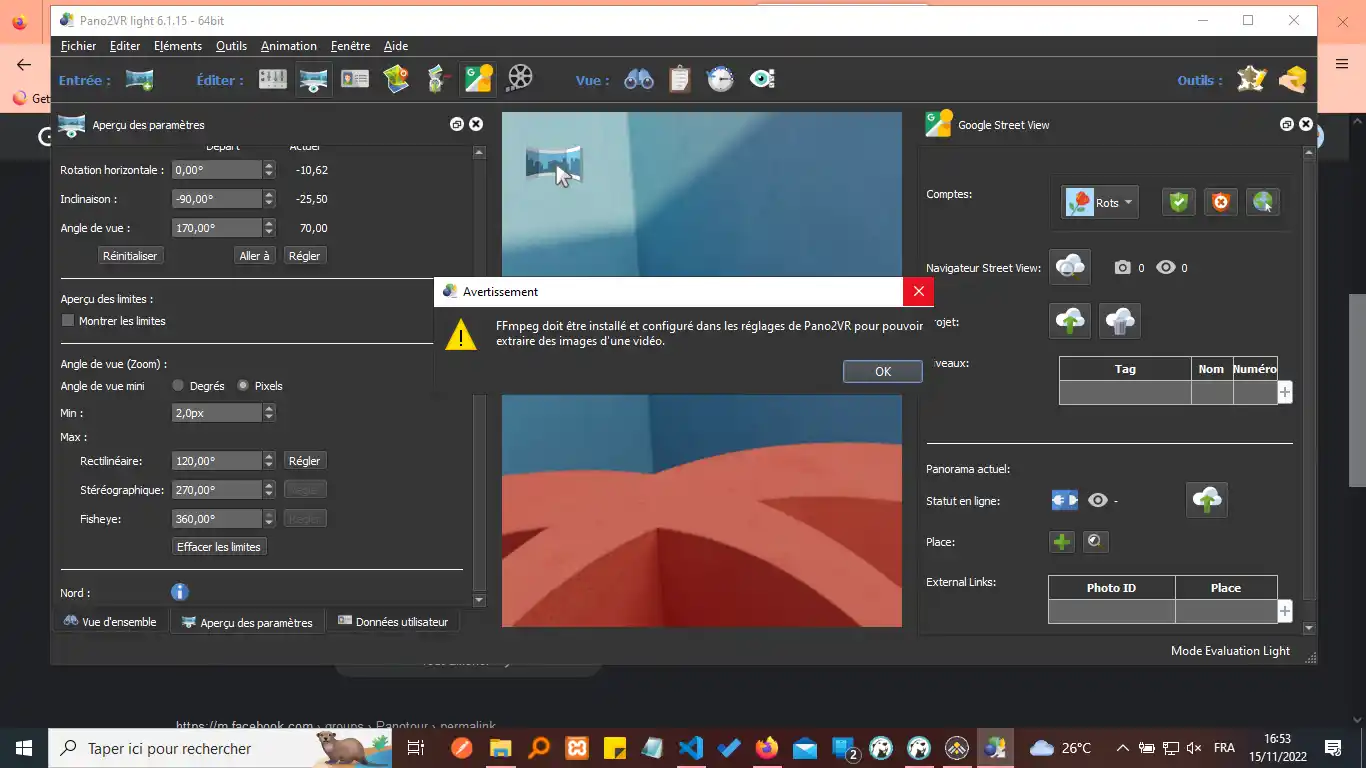 Pano2VR light 6.1.15 - 64bit
Fichier Editer Eléments Outils Animation Fenêtre Aide
Entrée : Éditer : Vue : Outils :
Get
Aperçu des paramètres
Départ Actuel
Rotation horizontale : 0,00° -10,62
Inclinaison : -90,00° -25,50
Angle de vue : 170,00° 70,00
Réinitialiser Aller à Régler
Aperçu des limites :
Montrer les limites
Angle de vue (Zoom) :
Angle de vue mini Degrés Pixels
Min : 2,0px
Max :
Rectilinéaire: 120,00° Régler
Stéréographique: 270,00° Régler
Fisheye: 360,00° Régler
Effacer les limites
Nord :
Vue d'ensemble Aperçu des paramètres Données utilisateur
Avertissement
FFmpeg doit être installé et configuré dans les réglages de Pano2VR pour pouvoir
extraire des images d'une vidéo.
OK
Google Street View
Comptes: Rots
Navigateur Street View: 0 0
rojet:
iveaux:
Tag Nom Numéro
Panorama actuel:
Statut en ligne: -
Place:
External Links:
Photo ID Place
Mode Evaluation Light
https://m.facebook.com › groups › Panotour › permalink
Taper ici pour rechercher
2
26°C
FRA
16:53
15/11/2022